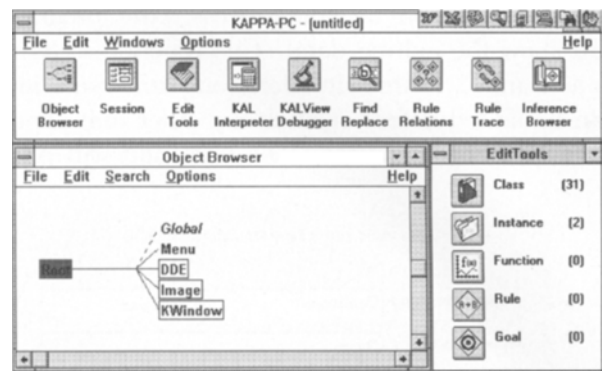 KAPPA-PC - (untitled)
File Edit Windows Options Help
Object Browser
Session
Edit Tools
KAL Interpreter
KALView Debugger
Find Replace
Rule Relations
Rule Trace
Inference Browser
Object Browser
File Edit Search Options Help
Root
Global
Menu
DDE
Image
KWindow
EditTools
Class (31)
Instance (2)
Function (0)
Rule (0)
Goal (0)